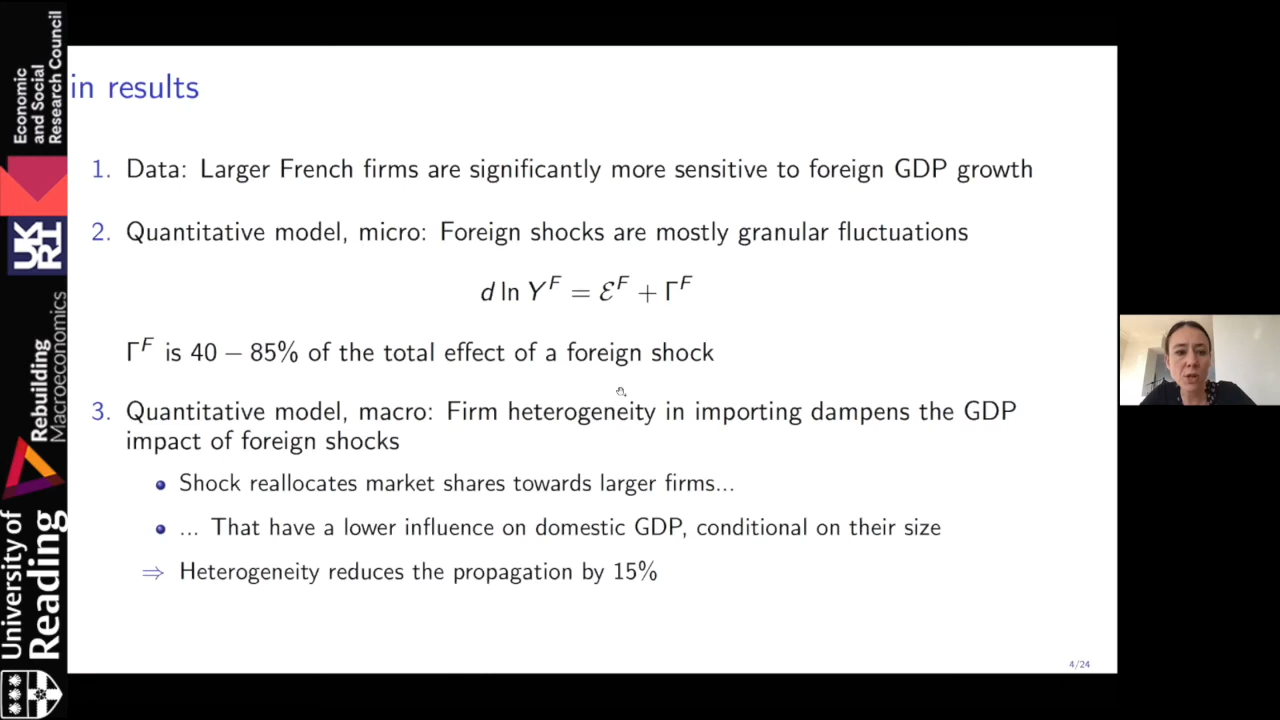 in results
1. Data: Larger French firms are significantly more sensitive to foreign GDP growth
2. Quantitative model, micro: Foreign shocks are mostly granular fluctuations
d ln Y^F = ℰ^F + Γ^F
Γ^F is 40 – 85% of the total effect of a foreign shock
3. Quantitative model, macro: Firm heterogeneity in importing dampens the GDP
impact of foreign shocks
• Shock reallocates market shares towards larger firms...
• ... That have a lower influence on domestic GDP, conditional on their size
⇒ Heterogeneity reduces the propagation by 15%
4/24
Economic
and Social
Research Council
UKRI
Rebuilding
Macroeconomics
University of
Reading